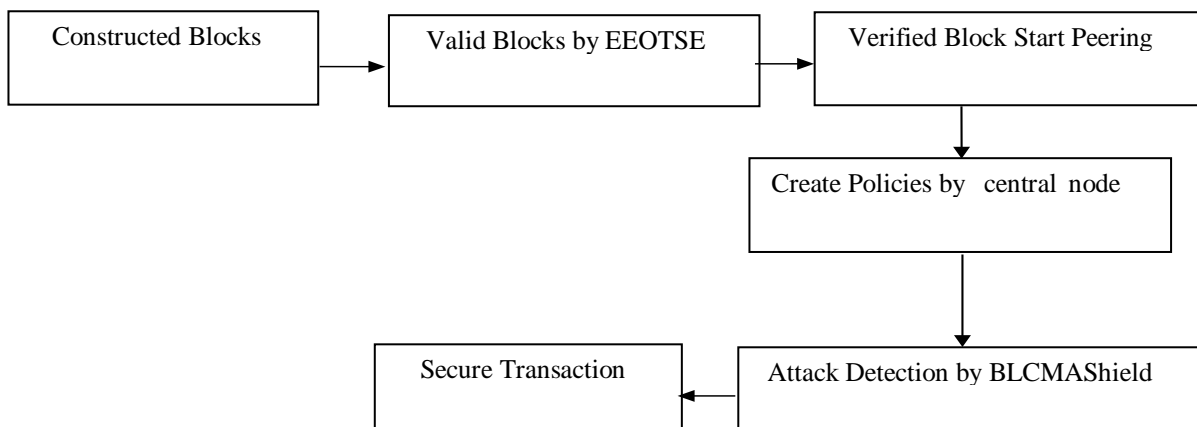 Constructed Blocks
Valid Blocks by EEOTSE
Verified Block Start Peering
Create Policies by central node
Attack Detection by BLCMAShield
Secure Transaction